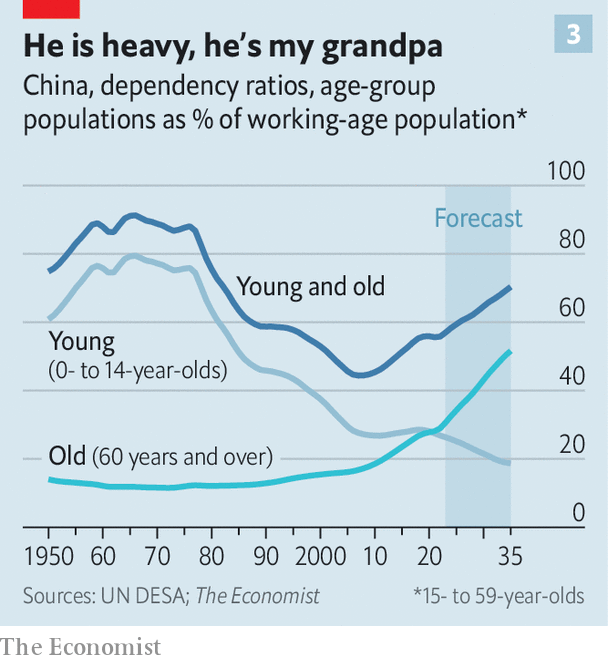 3
He is heavy, he's my grandpa
China, dependency ratios, age-group
populations as % of working-age population*
100
Forecast
80
Young and old
60
Young
(0- to 14-year-olds)
40
Old (60 years and over)
20
0
1950 60 70 80 90 2000 10 20 35
Sources: UN DESA; The Economist *15- to 59-year-olds
The Economist